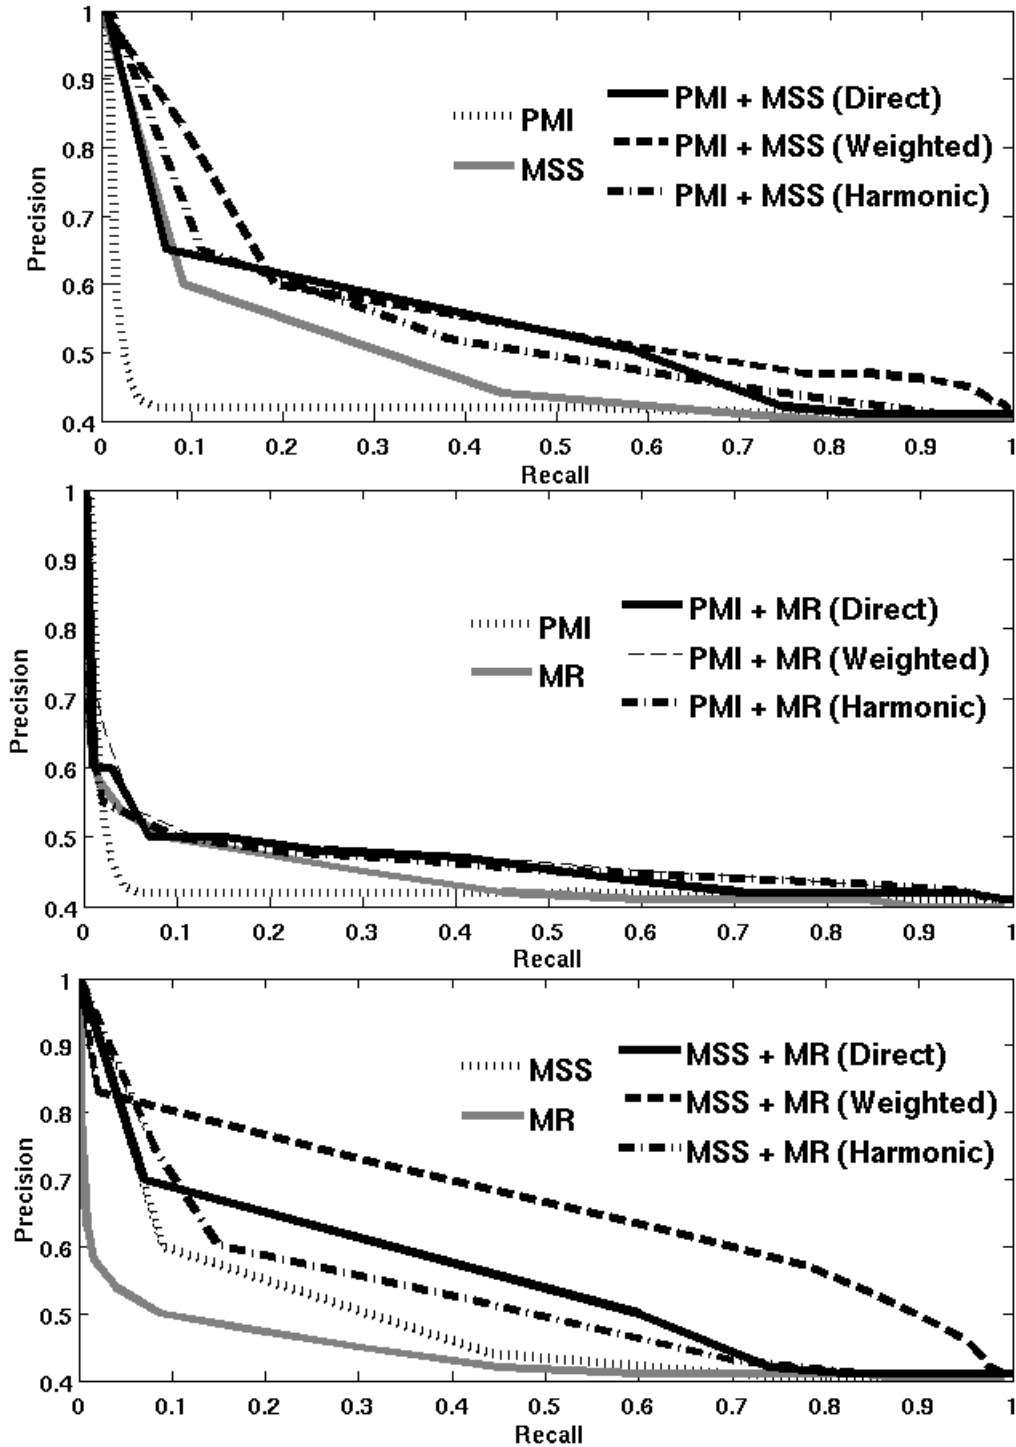 1
0.9
0.8
0.7
0.6
0.5
0.4
Precision
PMI
MSS
PMI + MSS (Direct)
PMI + MSS (Weighted)
PMI + MSS (Harmonic)
0 0.1 0.2 0.3 0.4 0.5 0.6 0.7 0.8 0.9 1
Recall
1
0.9
0.8
0.7
0.6
0.5
0.4
Precision
PMI
MR
PMI + MR (Direct)
PMI + MR (Weighted)
PMI + MR (Harmonic)
0 0.1 0.2 0.3 0.4 0.5 0.6 0.7 0.8 0.9 1
Recall
1
0.9
0.8
0.7
0.6
0.5
0.4
Precision
MSS
MR
MSS + MR (Direct)
MSS + MR (Weighted)
MSS + MR (Harmonic)
0 0.1 0.2 0.3 0.4 0.5 0.6 0.7 0.8 0.9 1
Recall